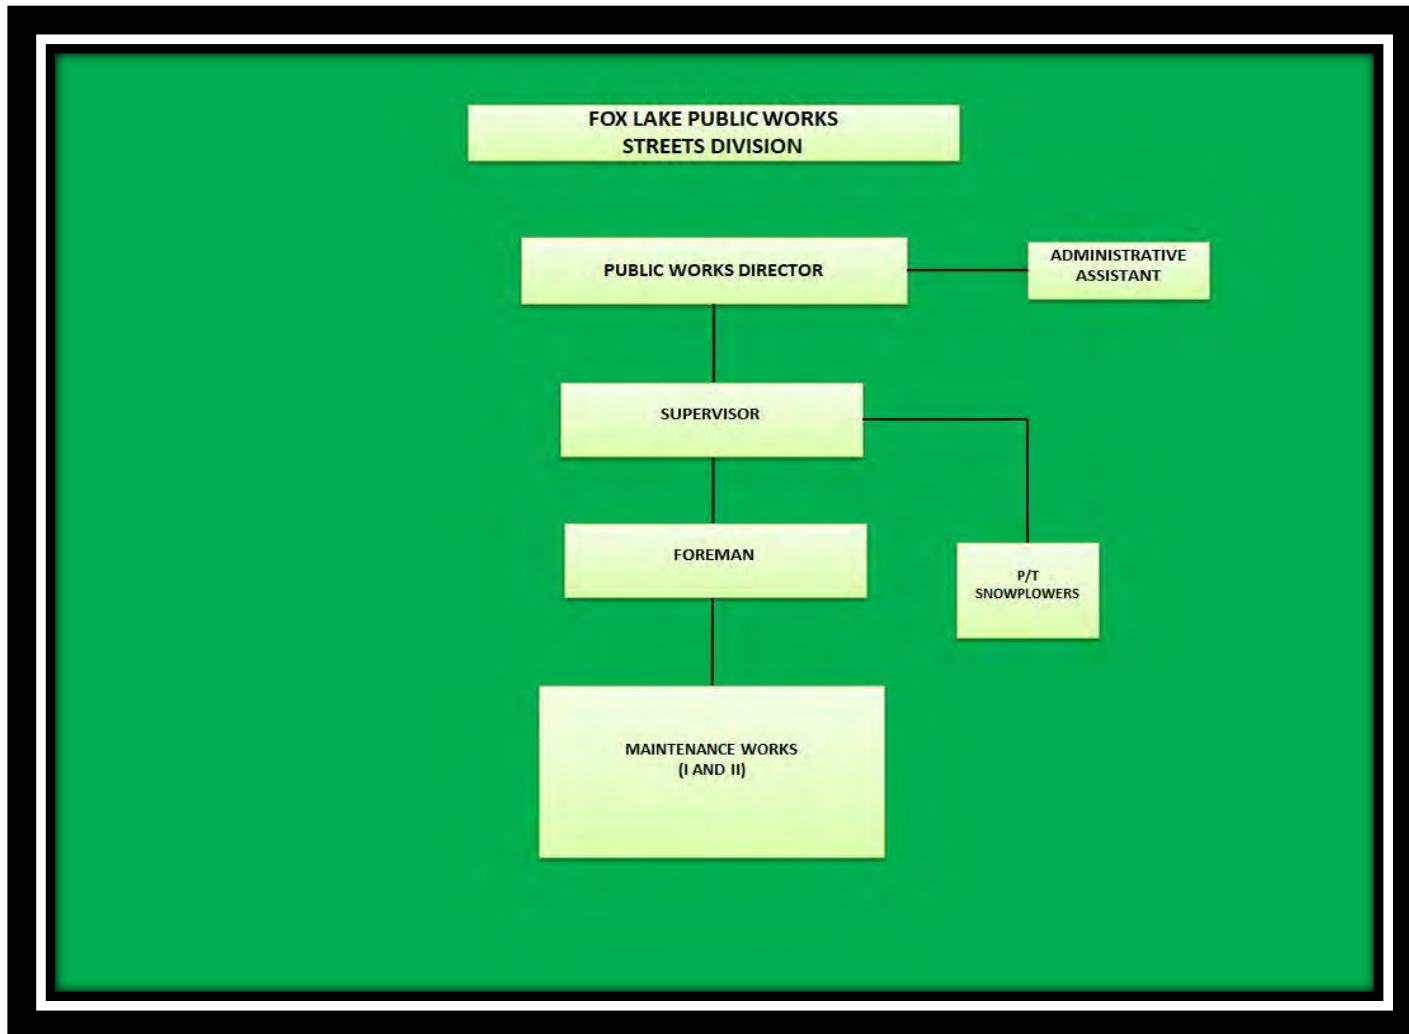 FOX LAKE PUBLIC WORKS
STREETS DIVISION
PUBLIC WORKS DIRECTOR
ADMINISTRATIVE
ASSISTANT
SUPERVISOR
FOREMAN
P/T
SNOWPLOWERS
MAINTENANCE WORKS
(I AND II)